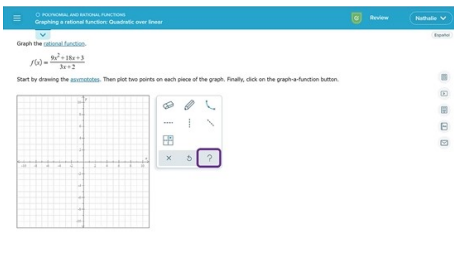 POLYNOMIAL AND RATIONAL FUNCTIONS
Graphing a rational function: Quadratic over linear
Review
Nathalie
Español
Graph the rational function.
f(x) = 9x² + 18x + 3
3x + 2
Start by drawing the asymptotes. Then plot two points on each piece of the graph. Finally, click on the graph-a-function button.
× ?